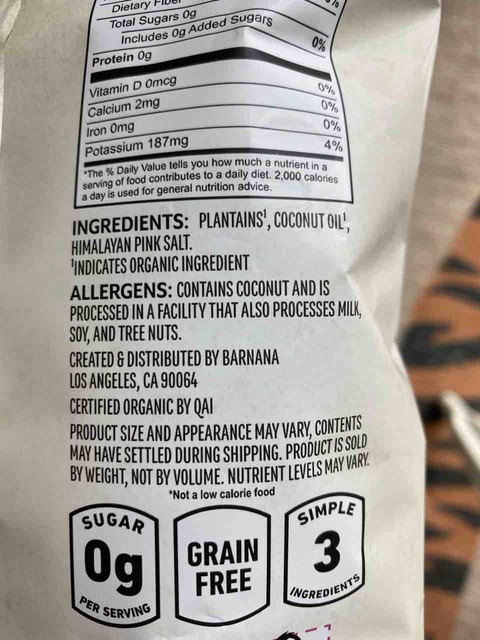 Dietary Fiber
Total Sugars 0g
Includes 0g Added Sugars 0%
Protein 0g
Vitamin D 0mcg 0%
Calcium 2mg 0%
Iron 0mg 0%
Potassium 187mg 4%
*The % Daily Value tells you how much a nutrient in a
serving of food contributes to a daily diet. 2,000 calories
a day is used for general nutrition advice.
INGREDIENTS: PLANTAINS¹, COCONUT OIL¹,
HIMALAYAN PINK SALT.
¹INDICATES ORGANIC INGREDIENT
ALLERGENS: CONTAINS COCONUT AND IS
PROCESSED IN A FACILITY THAT ALSO PROCESSES MILK,
SOY, AND TREE NUTS.
CREATED & DISTRIBUTED BY BARNANA
LOS ANGELES, CA 90064
CERTIFIED ORGANIC BY QAI
PRODUCT SIZE AND APPEARANCE MAY VARY, CONTENTS
MAY HAVE SETTLED DURING SHIPPING. PRODUCT IS SOLD
BY WEIGHT, NOT BY VOLUME. NUTRIENT LEVELS MAY VARY.
*Not a low calorie food
SUGAR
0g
PER SERVING
GRAIN
FREE
SIMPLE
3
INGREDIENTS